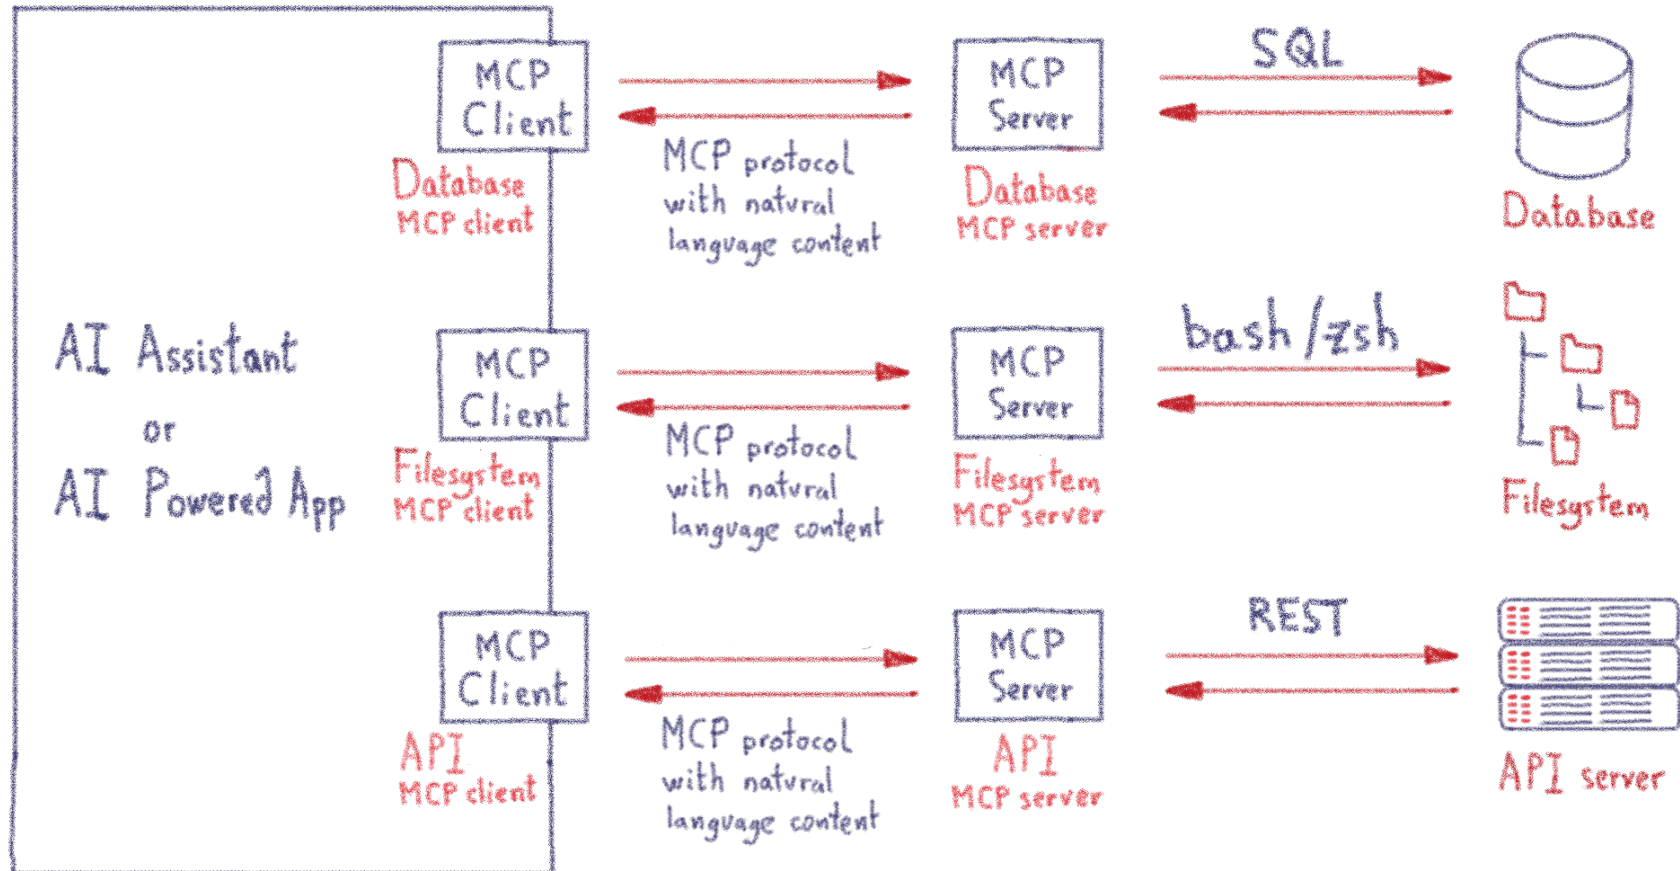 MCP
Client
Database
MCP client
MCP protocol
with natural
language content
MCP
Server
Database
MCP server
SQL
Database
AI Assistant
or
AI Powered App
MCP
Client
Filesystem
MCP client
MCP protocol
with natural
language content
MCP
Server
Filesystem
MCP server
bash/zsh
Filesystem
MCP
Client
API
MCP client
MCP protocol
with natural
language content
MCP
Server
API
MCP server
REST
API server